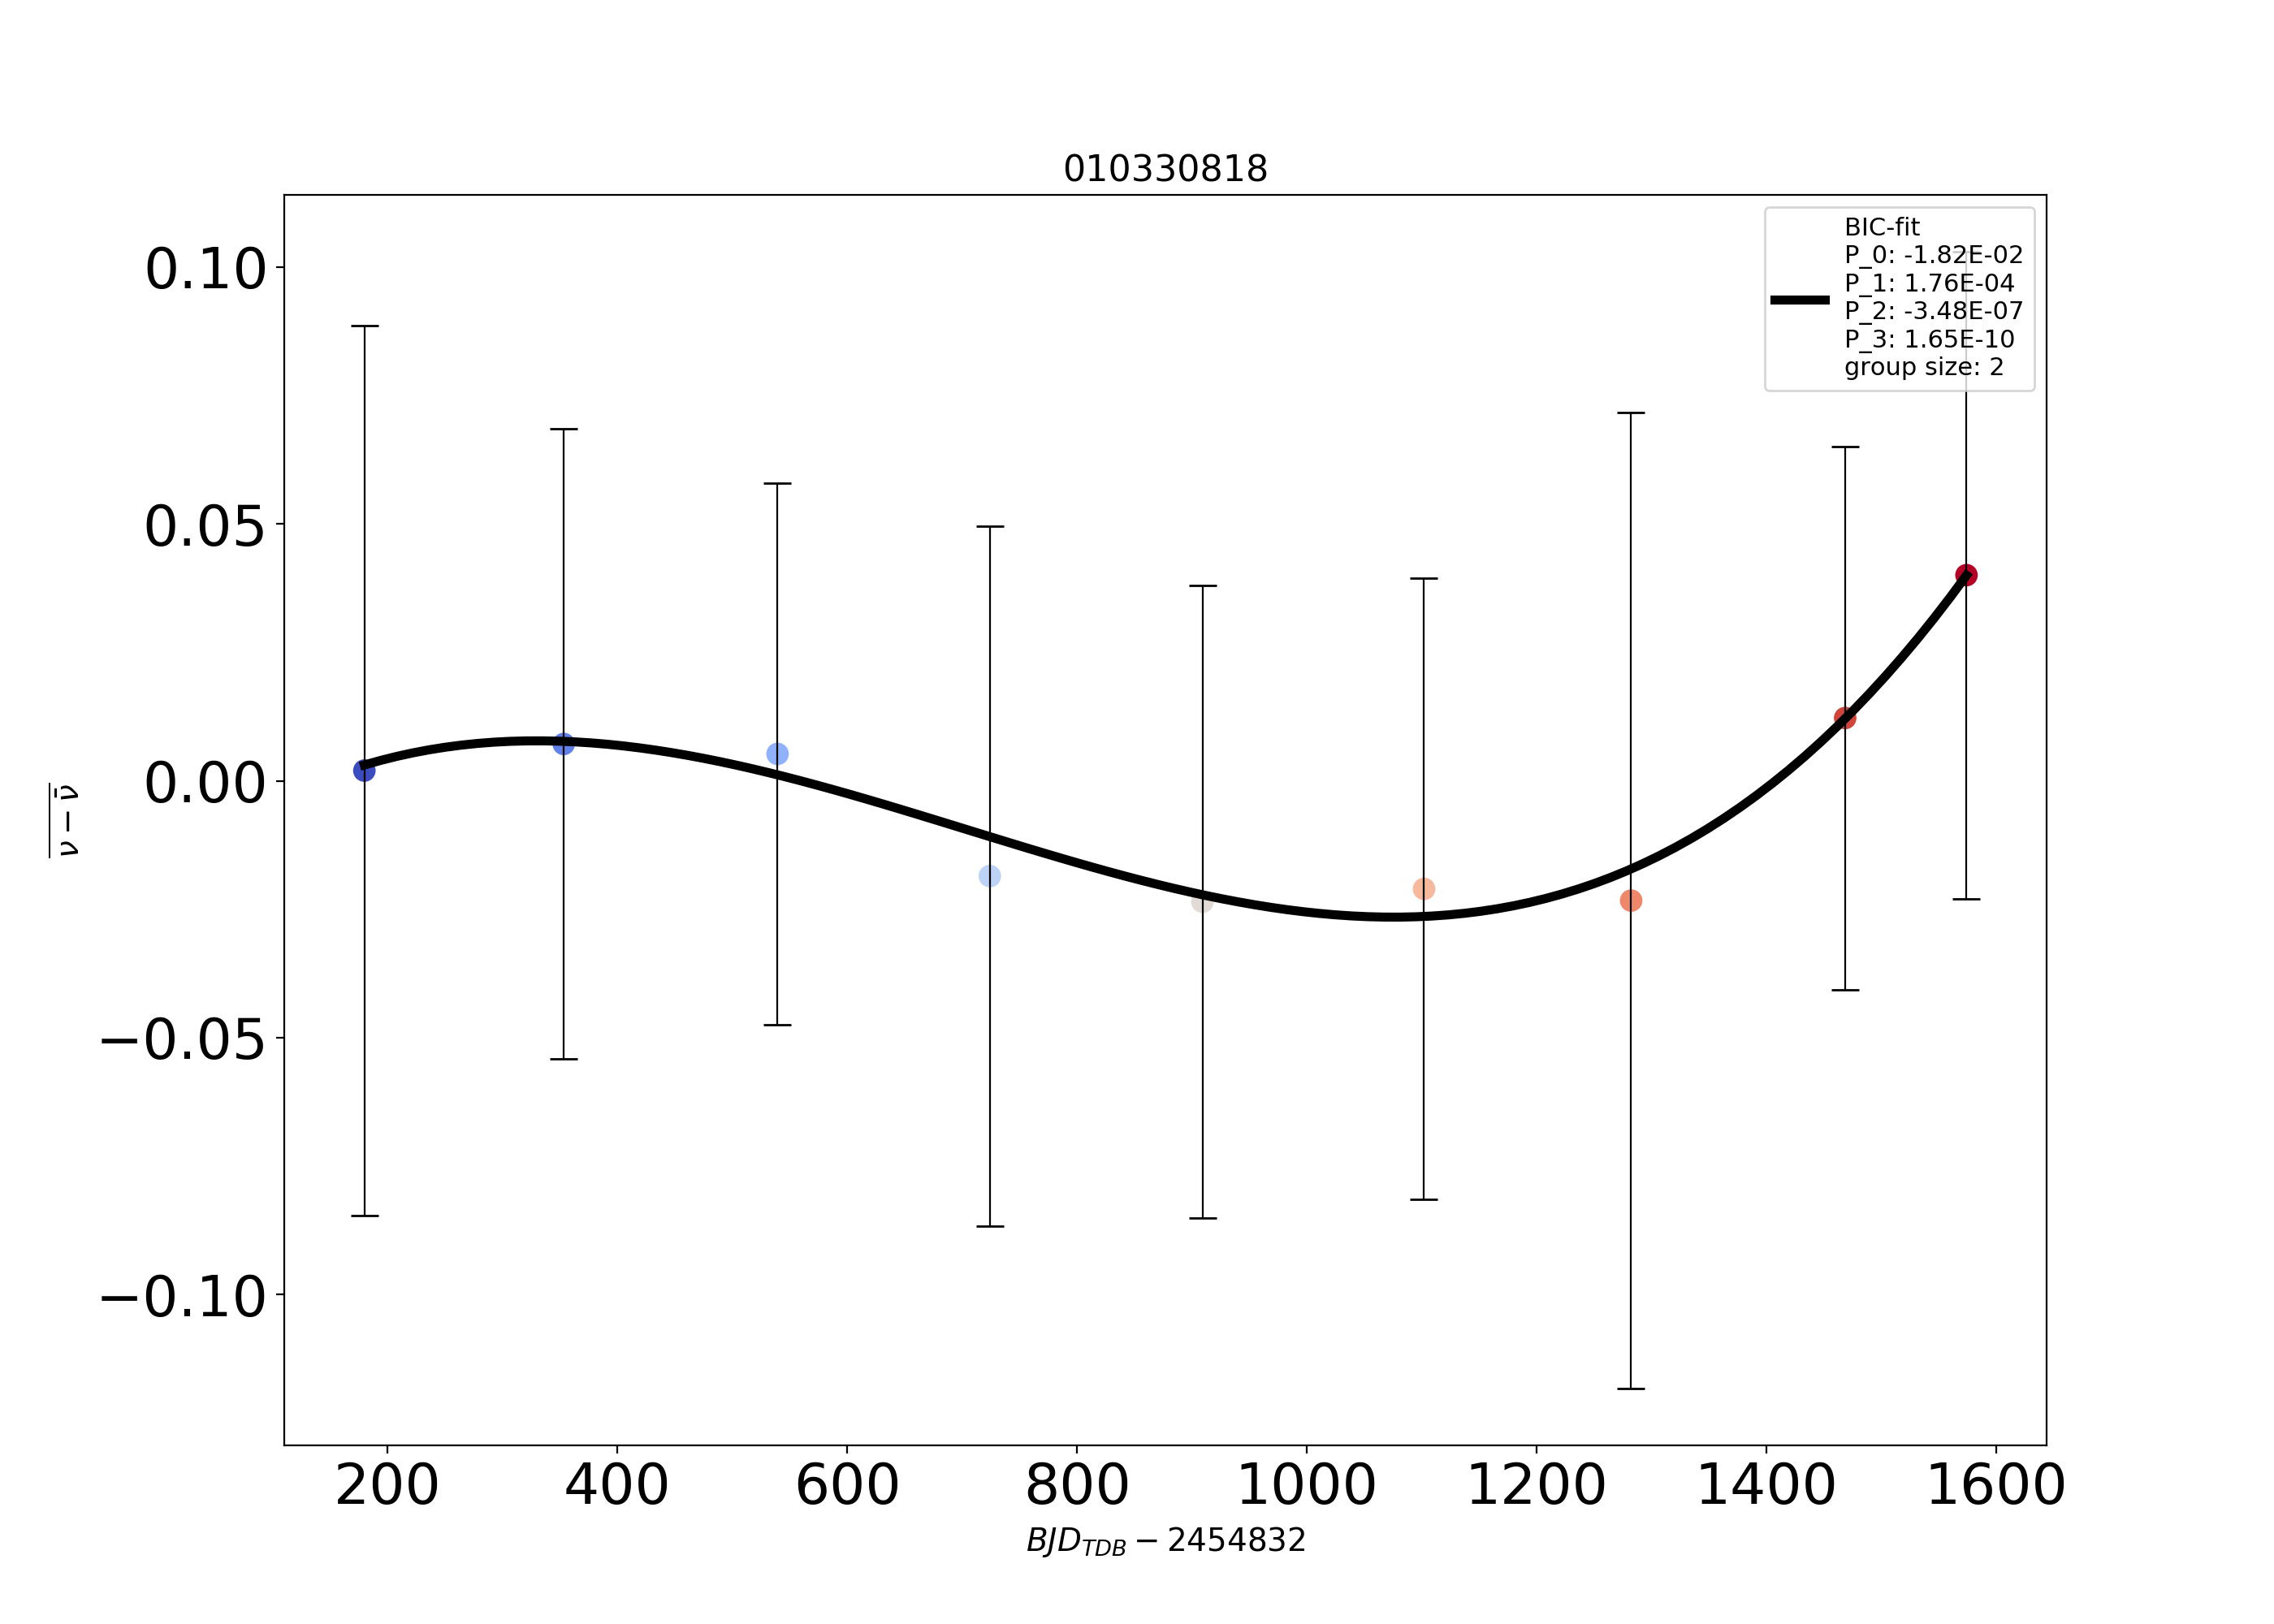 010330818
BIC-fit
P_0: -1.82E-02
P_1: 1.76E-04
P_2: -3.48E-07
P_3: 1.65E-10
group size: 2
0.10
0.05
0.00
−0.05
−0.10
ν − ν̄
200 400 600 800 1000 1200 1400 1600
BJD_TDB − 2454832